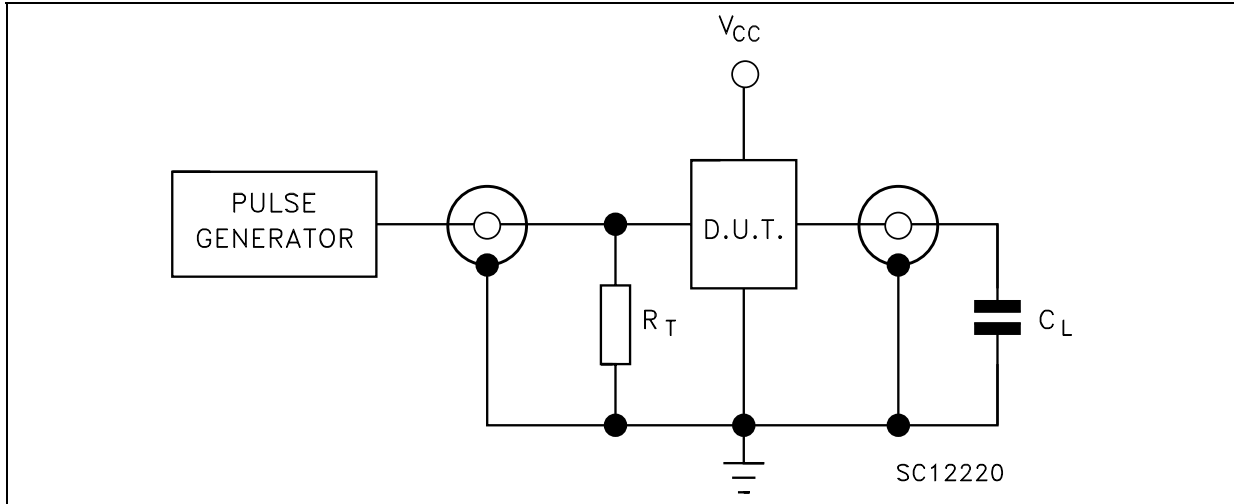 VCC
PULSE
GENERATOR
D.U.T.
RT
CL
SC12220